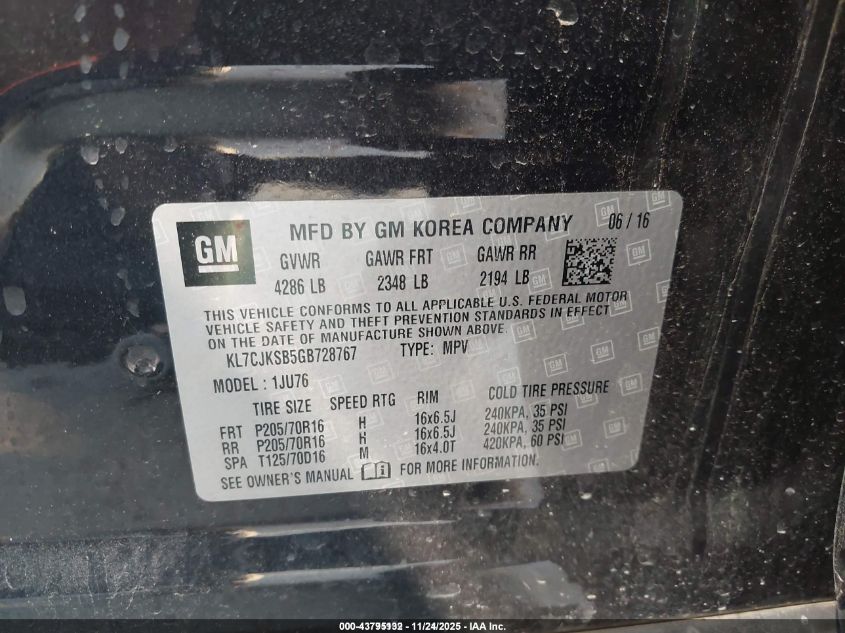 GM
MFD BY GM KOREA COMPANY 06 / 16
GVWR GAWR FRT GAWR RR
4286 LB 2348 LB 2194 LB
THIS VEHICLE CONFORMS TO ALL APPLICABLE U.S. FEDERAL MOTOR
VEHICLE SAFETY AND THEFT PREVENTION STANDARDS IN EFFECT
ON THE DATE OF MANUFACTURE SHOWN ABOVE.
KL7CJKSB5GB728767 TYPE: MPV
MODEL : 1JU76
TIRE SIZE SPEED RTG RIM COLD TIRE PRESSURE
FRT P205/70R16 H 16x6.5J 240KPA, 35 PSI
RR P205/70R16 H 16x6.5J 240KPA, 35 PSI
SPA T125/70D16 M 16x4.0T 420KPA, 60 PSI
SEE OWNER'S MANUAL FOR MORE INFORMATION.
000-43795932 - 11/24/2025 - IAA, Inc.